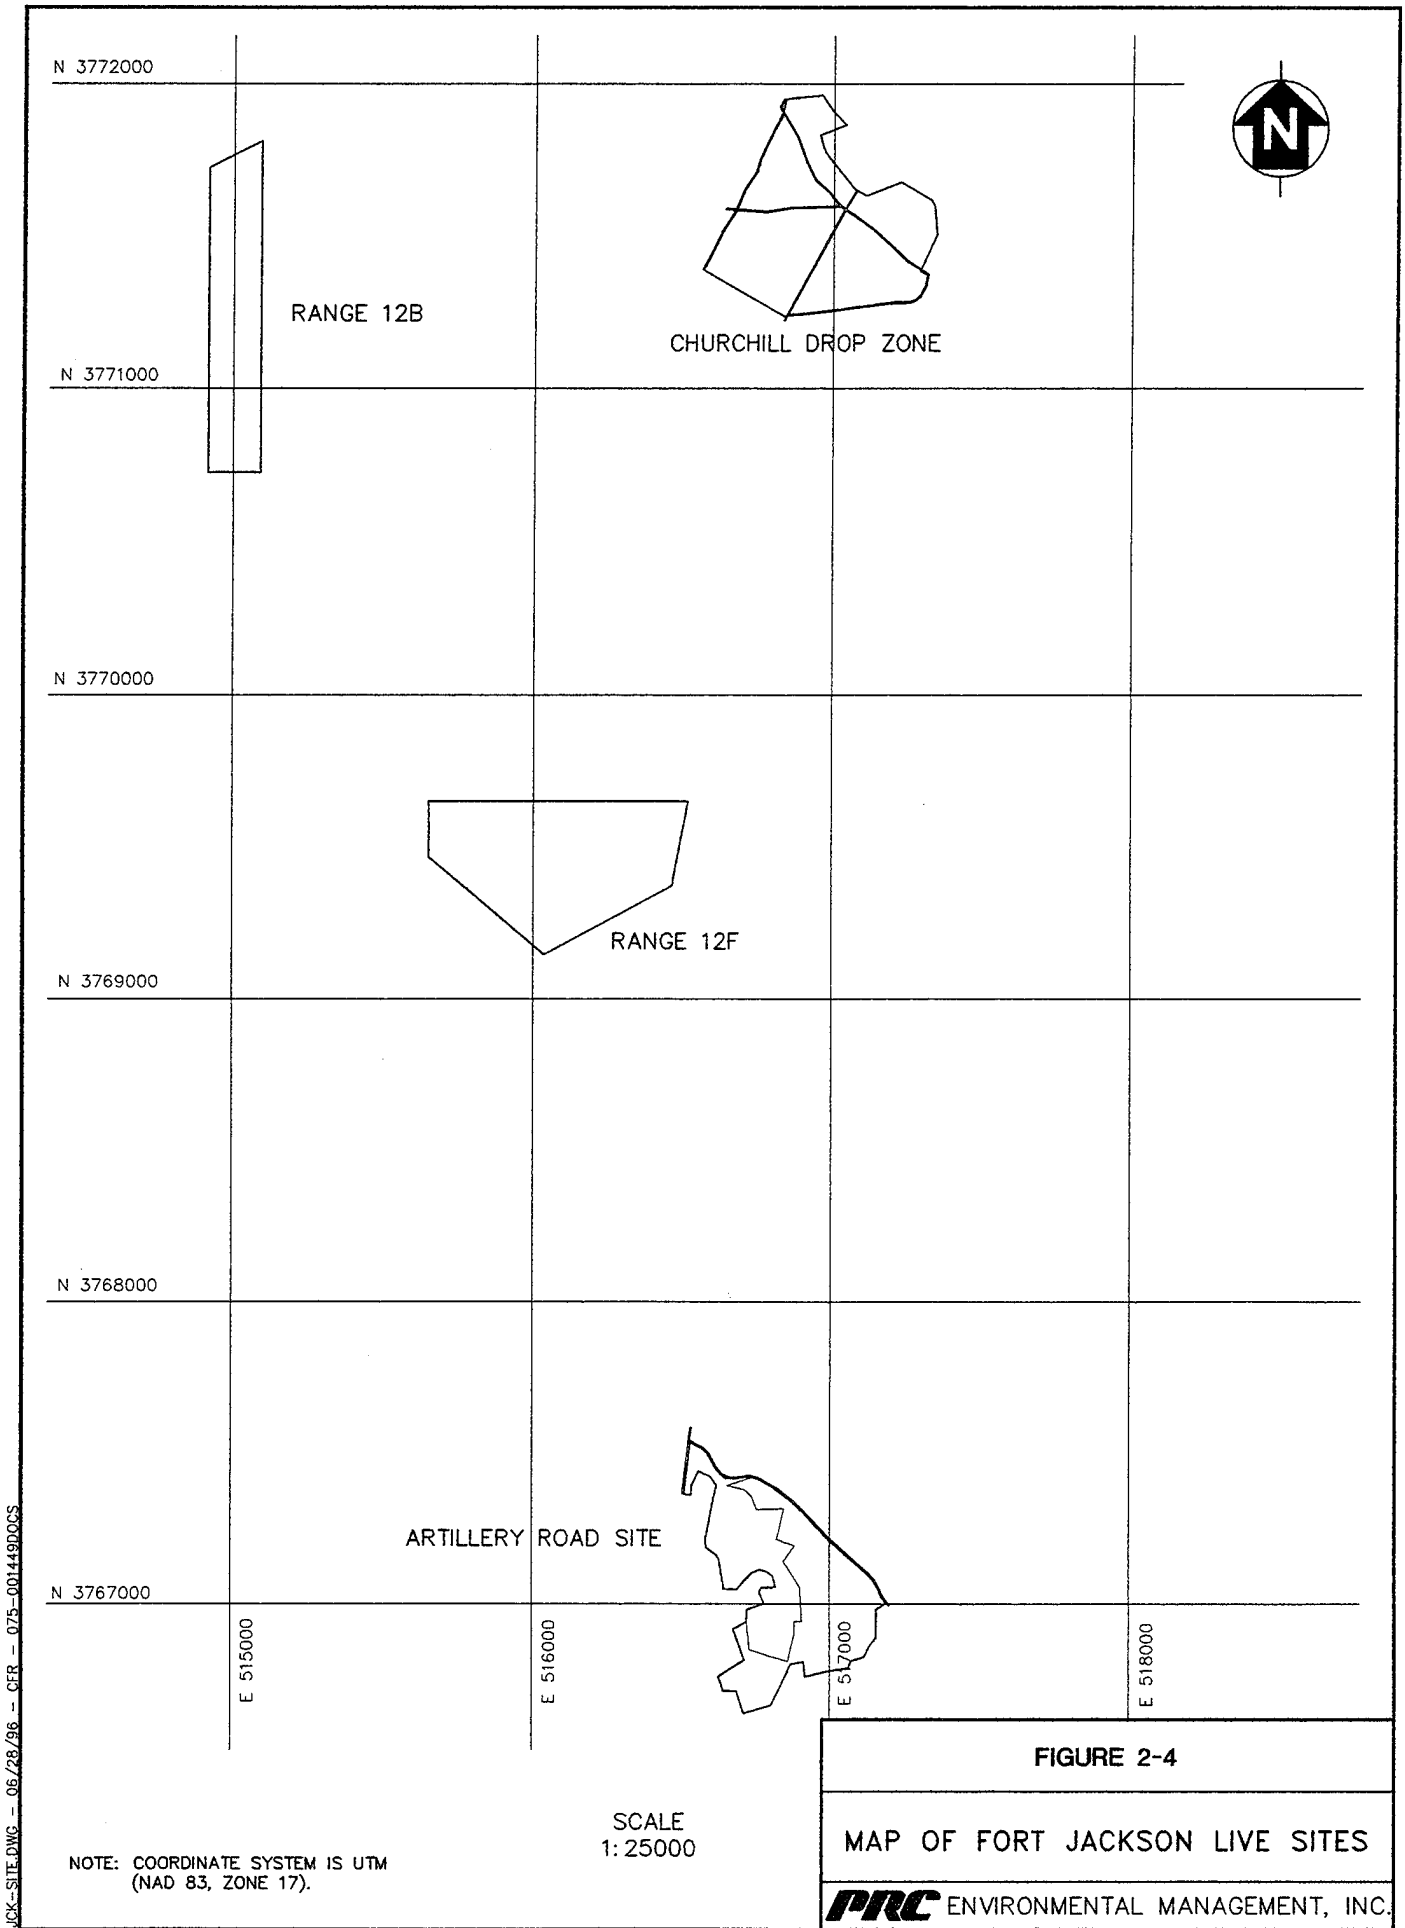 N 3772000
N
RANGE 12B
CHURCHILL DROP ZONE
N 3771000
N 3770000
RANGE 12F
N 3769000
N 3768000
ARTILLERY ROAD SITE
N 3767000
E 515000
E 516000
E 517000
E 518000
FIGURE 2-4
SCALE
1:25000
MAP OF FORT JACKSON LIVE SITES
NOTE: COORDINATE SYSTEM IS UTM
(NAD 83, ZONE 17).
PRC ENVIRONMENTAL MANAGEMENT, INC.
JCK-SITE.DWG - 06/28/96 - CFR - 075-001449DOCS